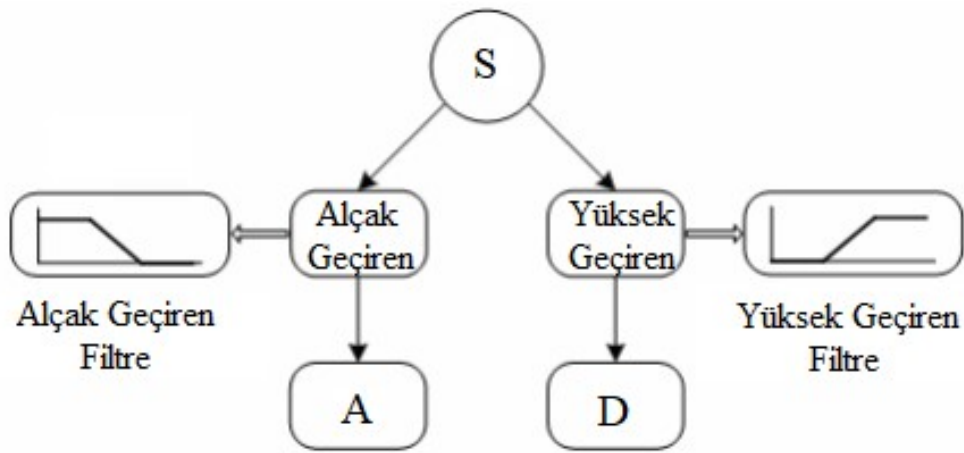 S
Alçak
Geçiren
Yüksek
Geçiren
Alçak Geçiren
Filtre
Yüksek Geçiren
Filtre
A
D